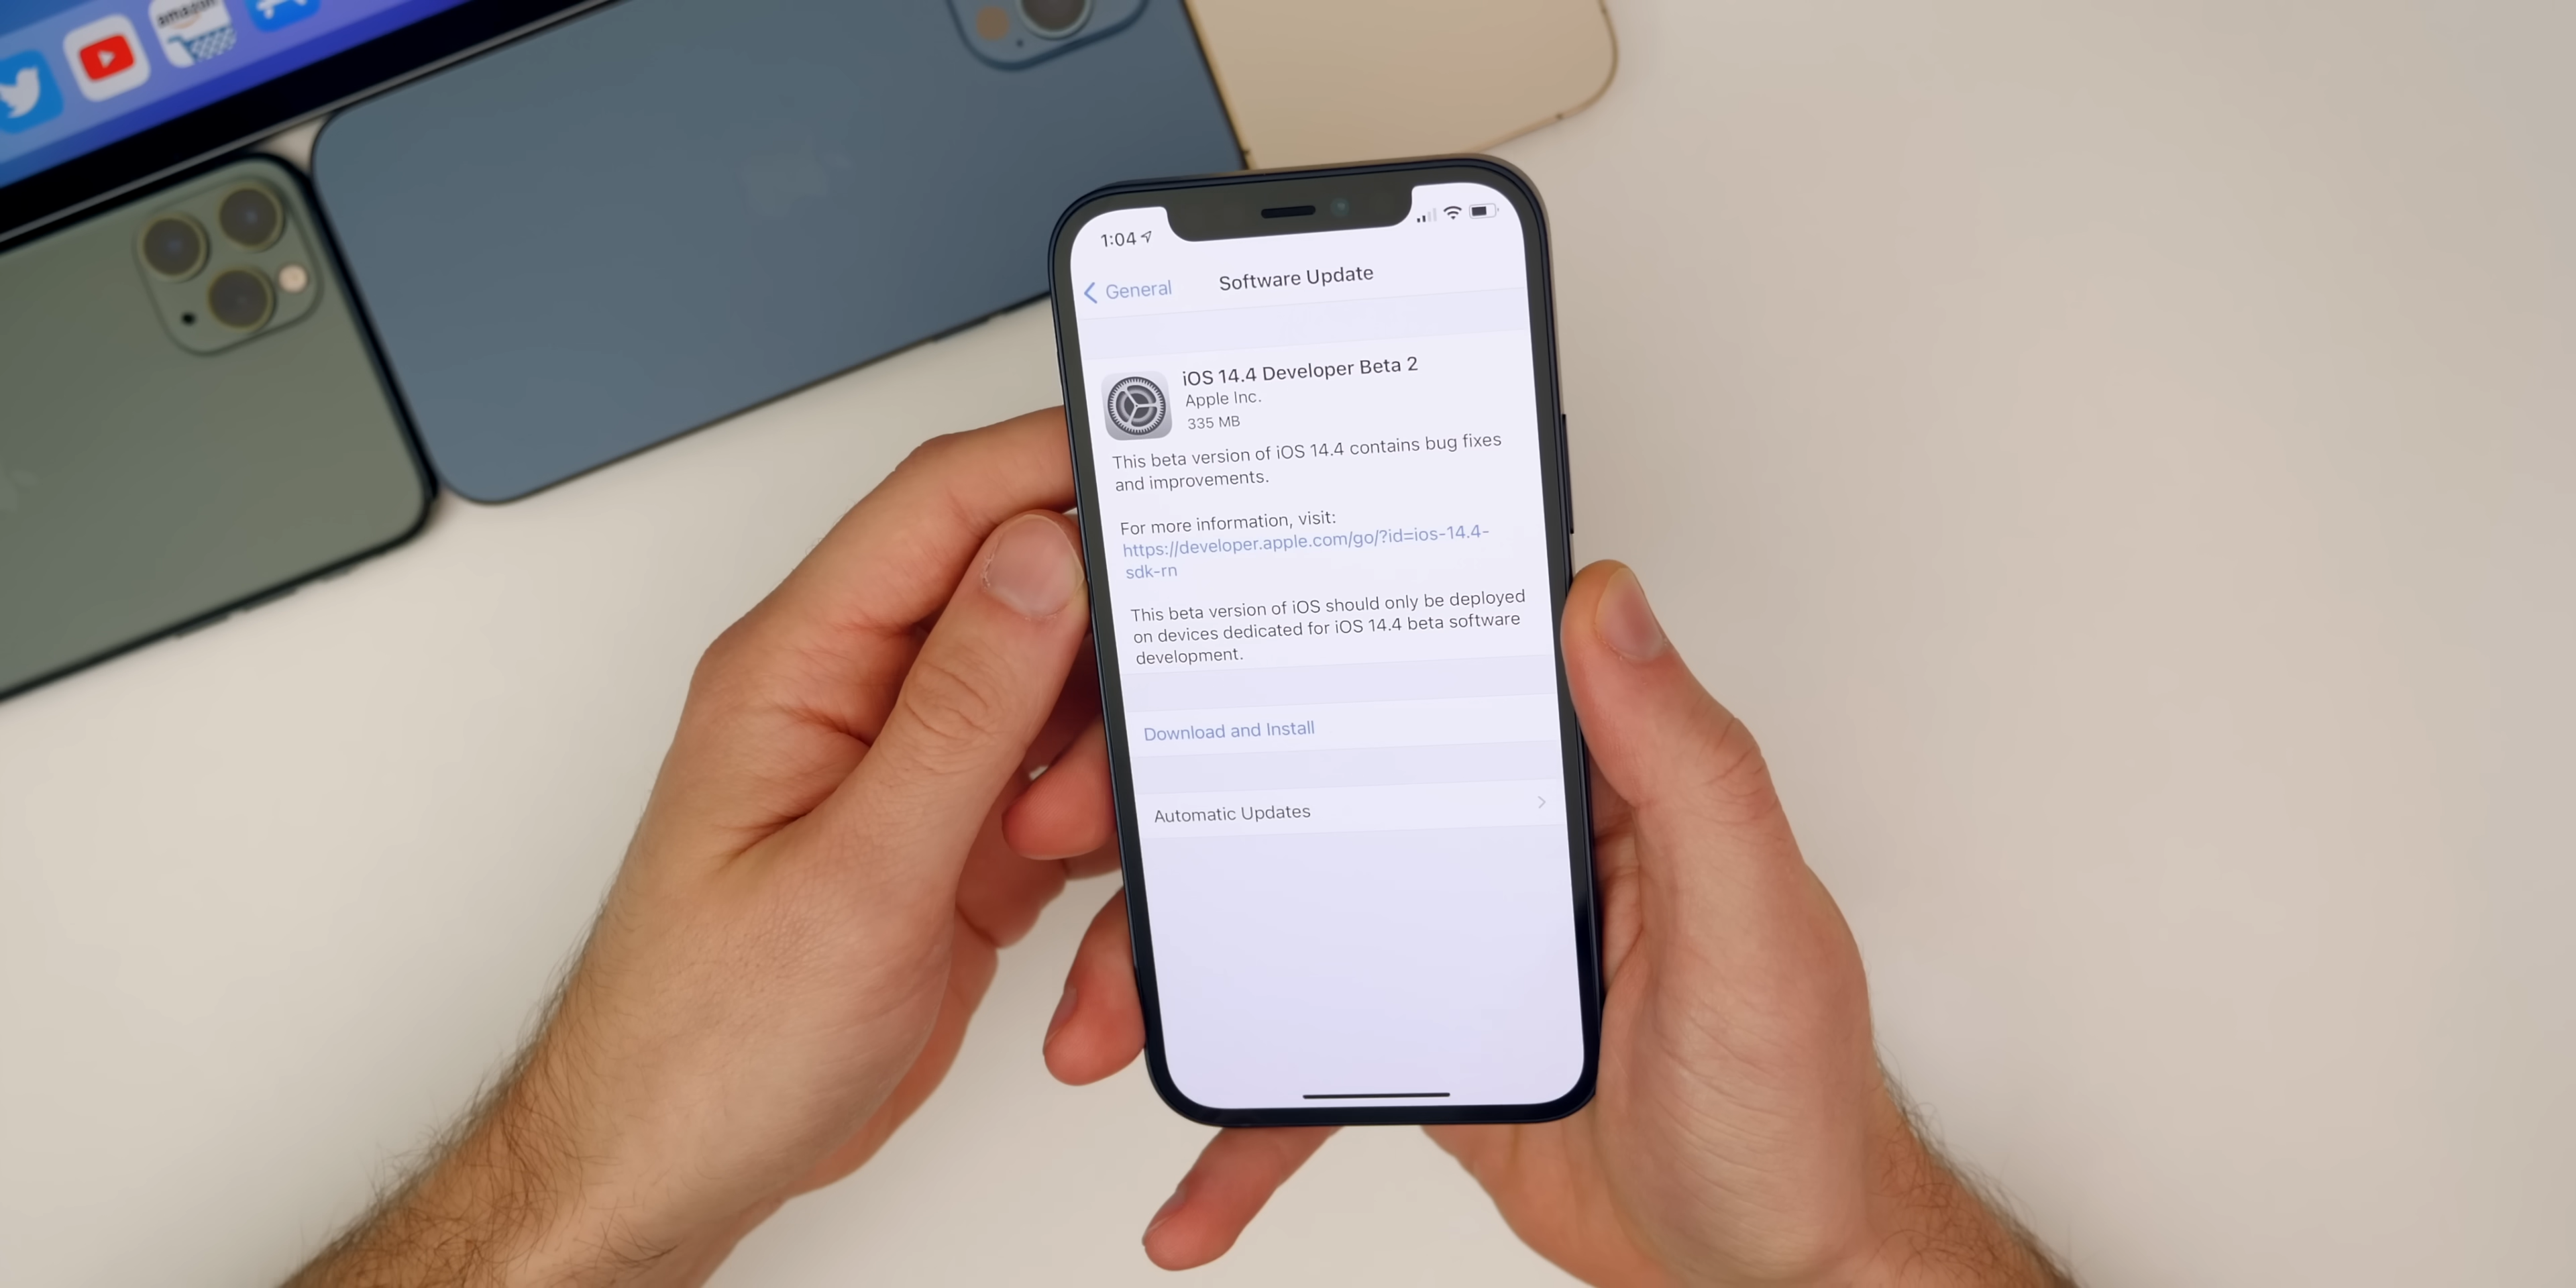 amazon
1:04
General
Software Update
iOS 14.4 Developer Beta 2
Apple Inc.
335 MB
This beta version of iOS 14.4 contains bug fixes
and improvements.
For more information, visit:
https://developer.apple.com/go/?id=ios-14.4-
sdk-rn
This beta version of iOS should only be deployed
on devices dedicated for iOS 14.4 beta software
development.
Download and Install
Automatic Updates